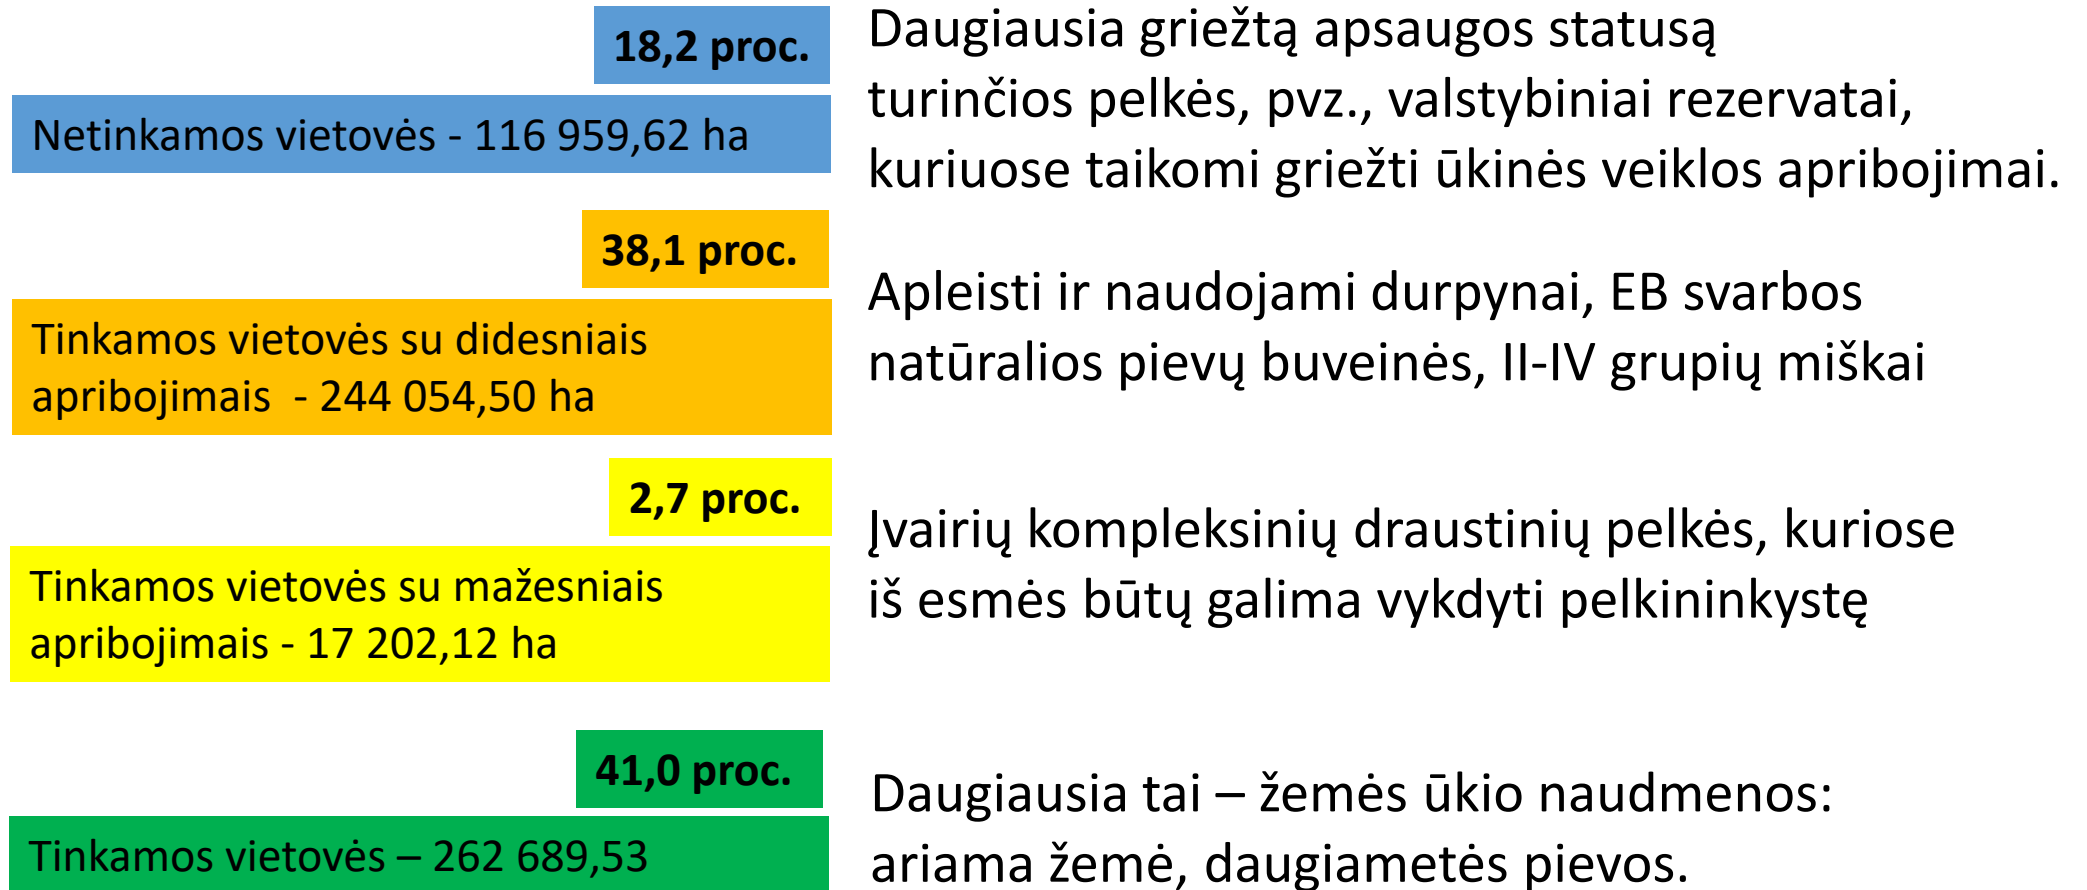 18,2 proc.
Netinkamos vietovės - 116 959,62 ha
Daugiausia griežtą apsaugos statusą
turinčios pelkės, pvz., valstybiniai rezervatai,
kuriuose taikomi griežti ūkinės veiklos apribojimai.
38,1 proc.
Tinkamos vietovės su didesniais
apribojimais - 244 054,50 ha
Apleisti ir naudojami durpynai, EB svarbos
natūralios pievų buveinės, II-IV grupių miškai
2,7 proc.
Tinkamos vietovės su mažesniais
apribojimais - 17 202,12 ha
Įvairių kompleksinių draustinių pelkės, kuriose
iš esmės būtų galima vykdyti pelkininkystę
41,0 proc.
Tinkamos vietovės – 262 689,53
Daugiausia tai – žemės ūkio naudmenos:
ariama žemė, daugiametės pievos.